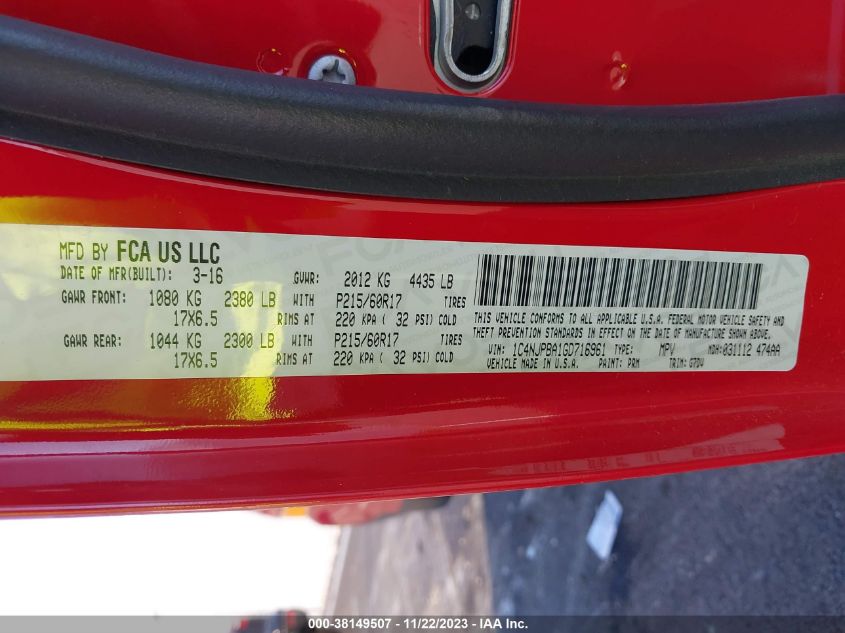 MFD BY FCA US LLC
DATE OF MFR(BUILT): 3-16 GVWR: 2012 KG 4435 LB
GAWR FRONT: 1080 KG 2380 LB WITH P215/60R17 TIRES
17X6.5 RIMS AT 220 KPA ( 32 PSI) COLD
GAWR REAR: 1044 KG 2300 LB WITH P215/60R17 TIRES
17X6.5 RIMS AT 220 KPA ( 32 PSI) COLD
THIS VEHICLE CONFORMS TO ALL APPLICABLE U.S.A. FEDERAL MOTOR VEHICLE SAFETY AND
THEFT PREVENTION STANDARDS IN EFFECT ON THE DATE OF MANUFACTURE SHOWN ABOVE.
VIN: 1C4NJPBA1GD716961 TYPE: MPV MDH: 031112 474AA
VEHICLE MADE IN U.S.A. PAINT: PRM TRIM: G7DV
000-38149507 - 11/22/2023 - IAA Inc.